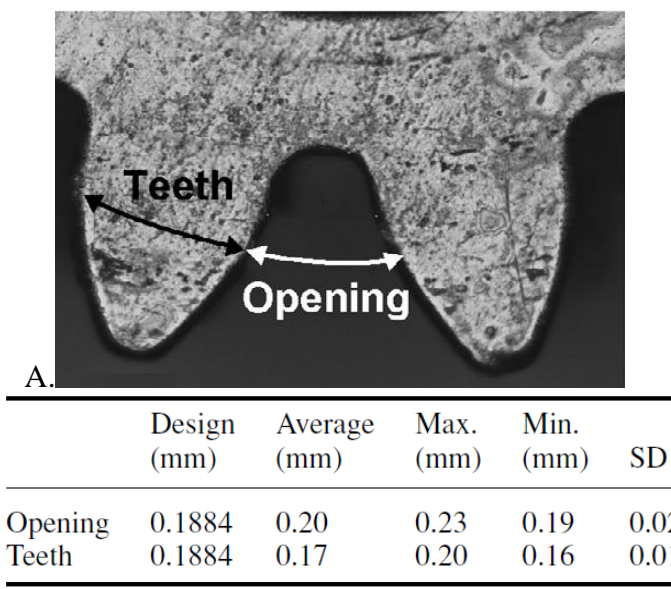 Teeth
Opening
A.
Design Average Max. Min.
(mm) (mm) (mm) (mm) SD
Opening 0.1884 0.20 0.23 0.19
Teeth 0.1884 0.17 0.20 0.16